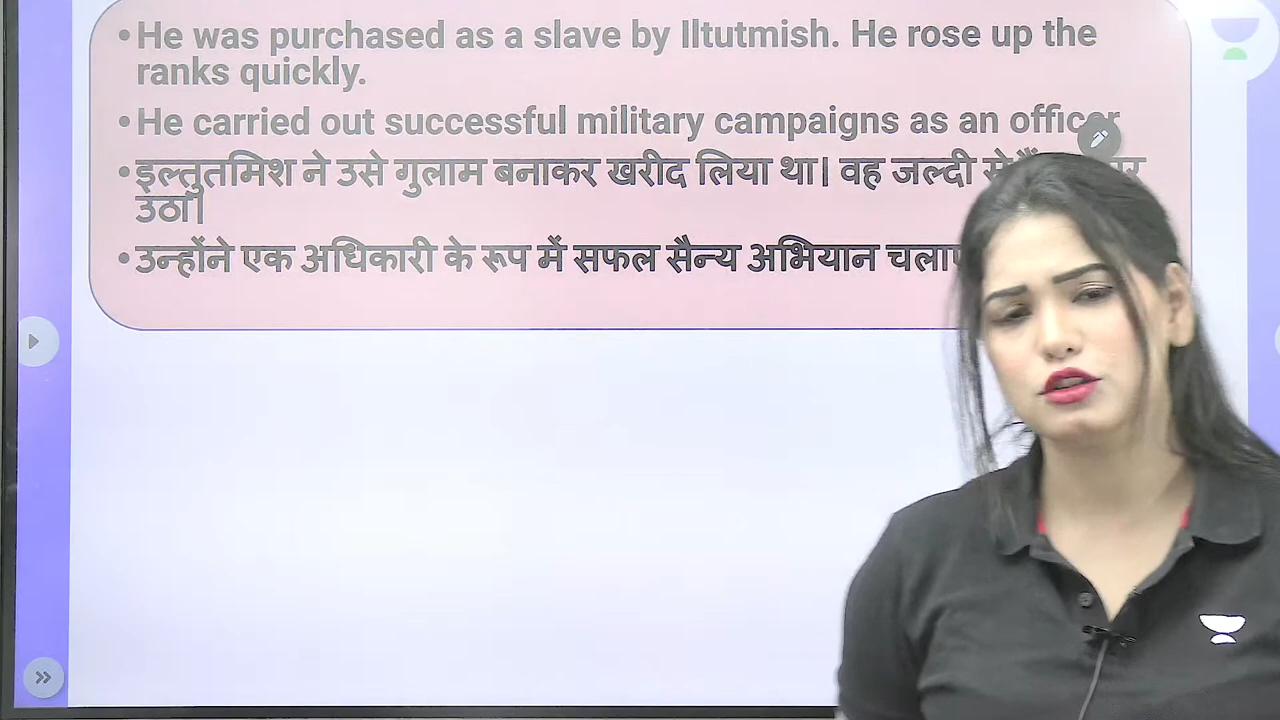 •He was purchased as a slave by Iltutmish. He rose up the
ranks quickly.
•He carried out successful military campaigns as an officer
•इल्तुतमिश ने उसे गुलाम बनाकर खरीद लिया था। वह जल्दी से
उठा।
•उन्होंने एक अधिकारी के रूप में सफल सैन्य अभियान